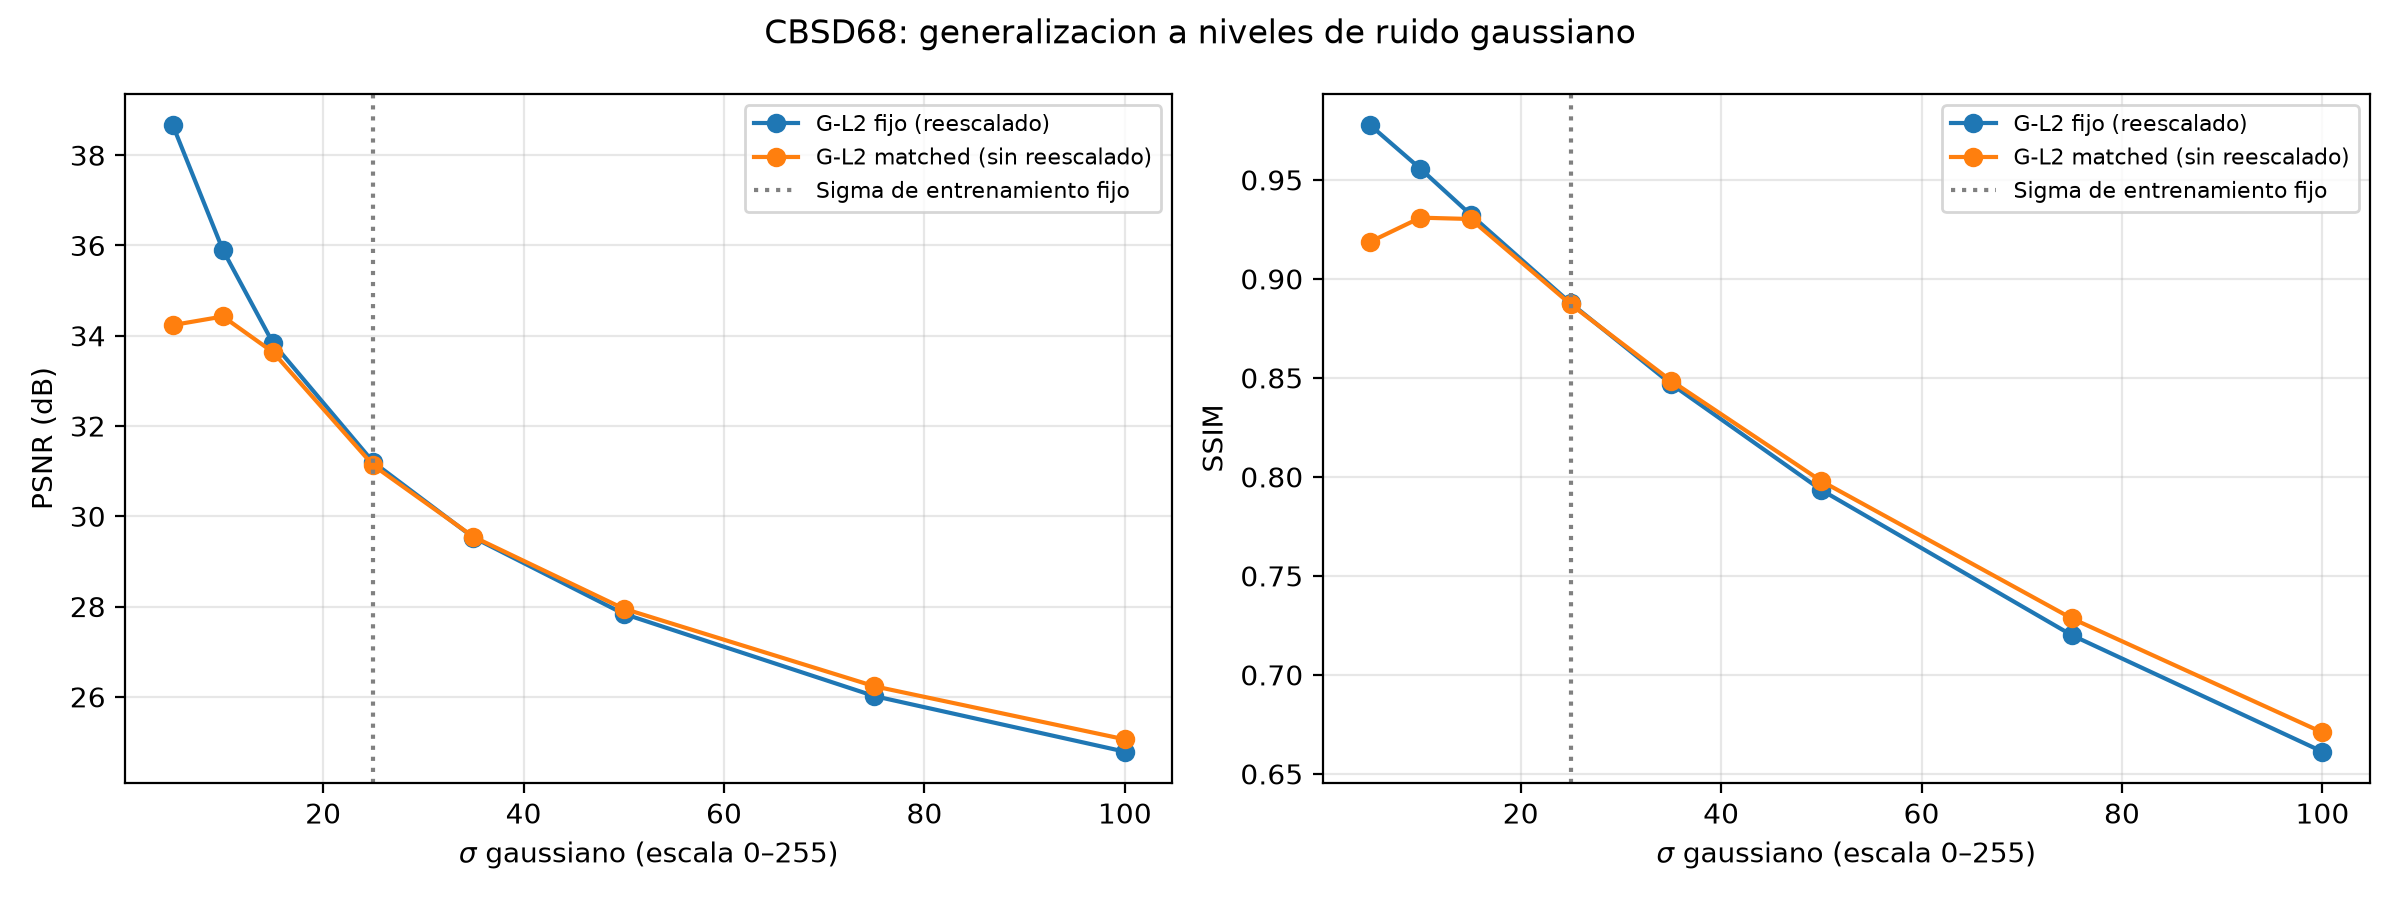 CBSD68: generalizacion a niveles de ruido gaussiano
PSNR (dB)
38
36
34
32
30
28
26
G-L2 fijo (reescalado)
G-L2 matched (sin reescalado)
Sigma de entrenamiento fijo
20
40
60
80
100
σ gaussiano (escala 0–255)
SSIM
0.95
0.90
0.85
0.80
0.75
0.70
0.65
G-L2 fijo (reescalado)
G-L2 matched (sin reescalado)
Sigma de entrenamiento fijo
20
40
60
80
100
σ gaussiano (escala 0–255)